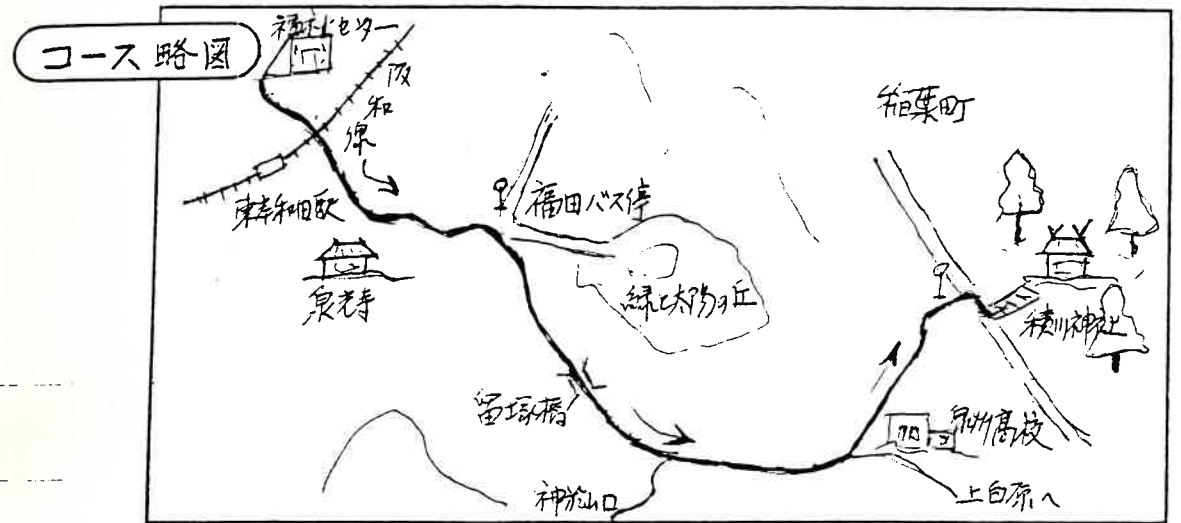 コース略図
福祉センター
阪和線
東岸和田駅
泉光寺
福田バス停
緑と太陽の丘
稲葉町
積川神社
留塚橋
神於山口
泉州高校
上白原へ